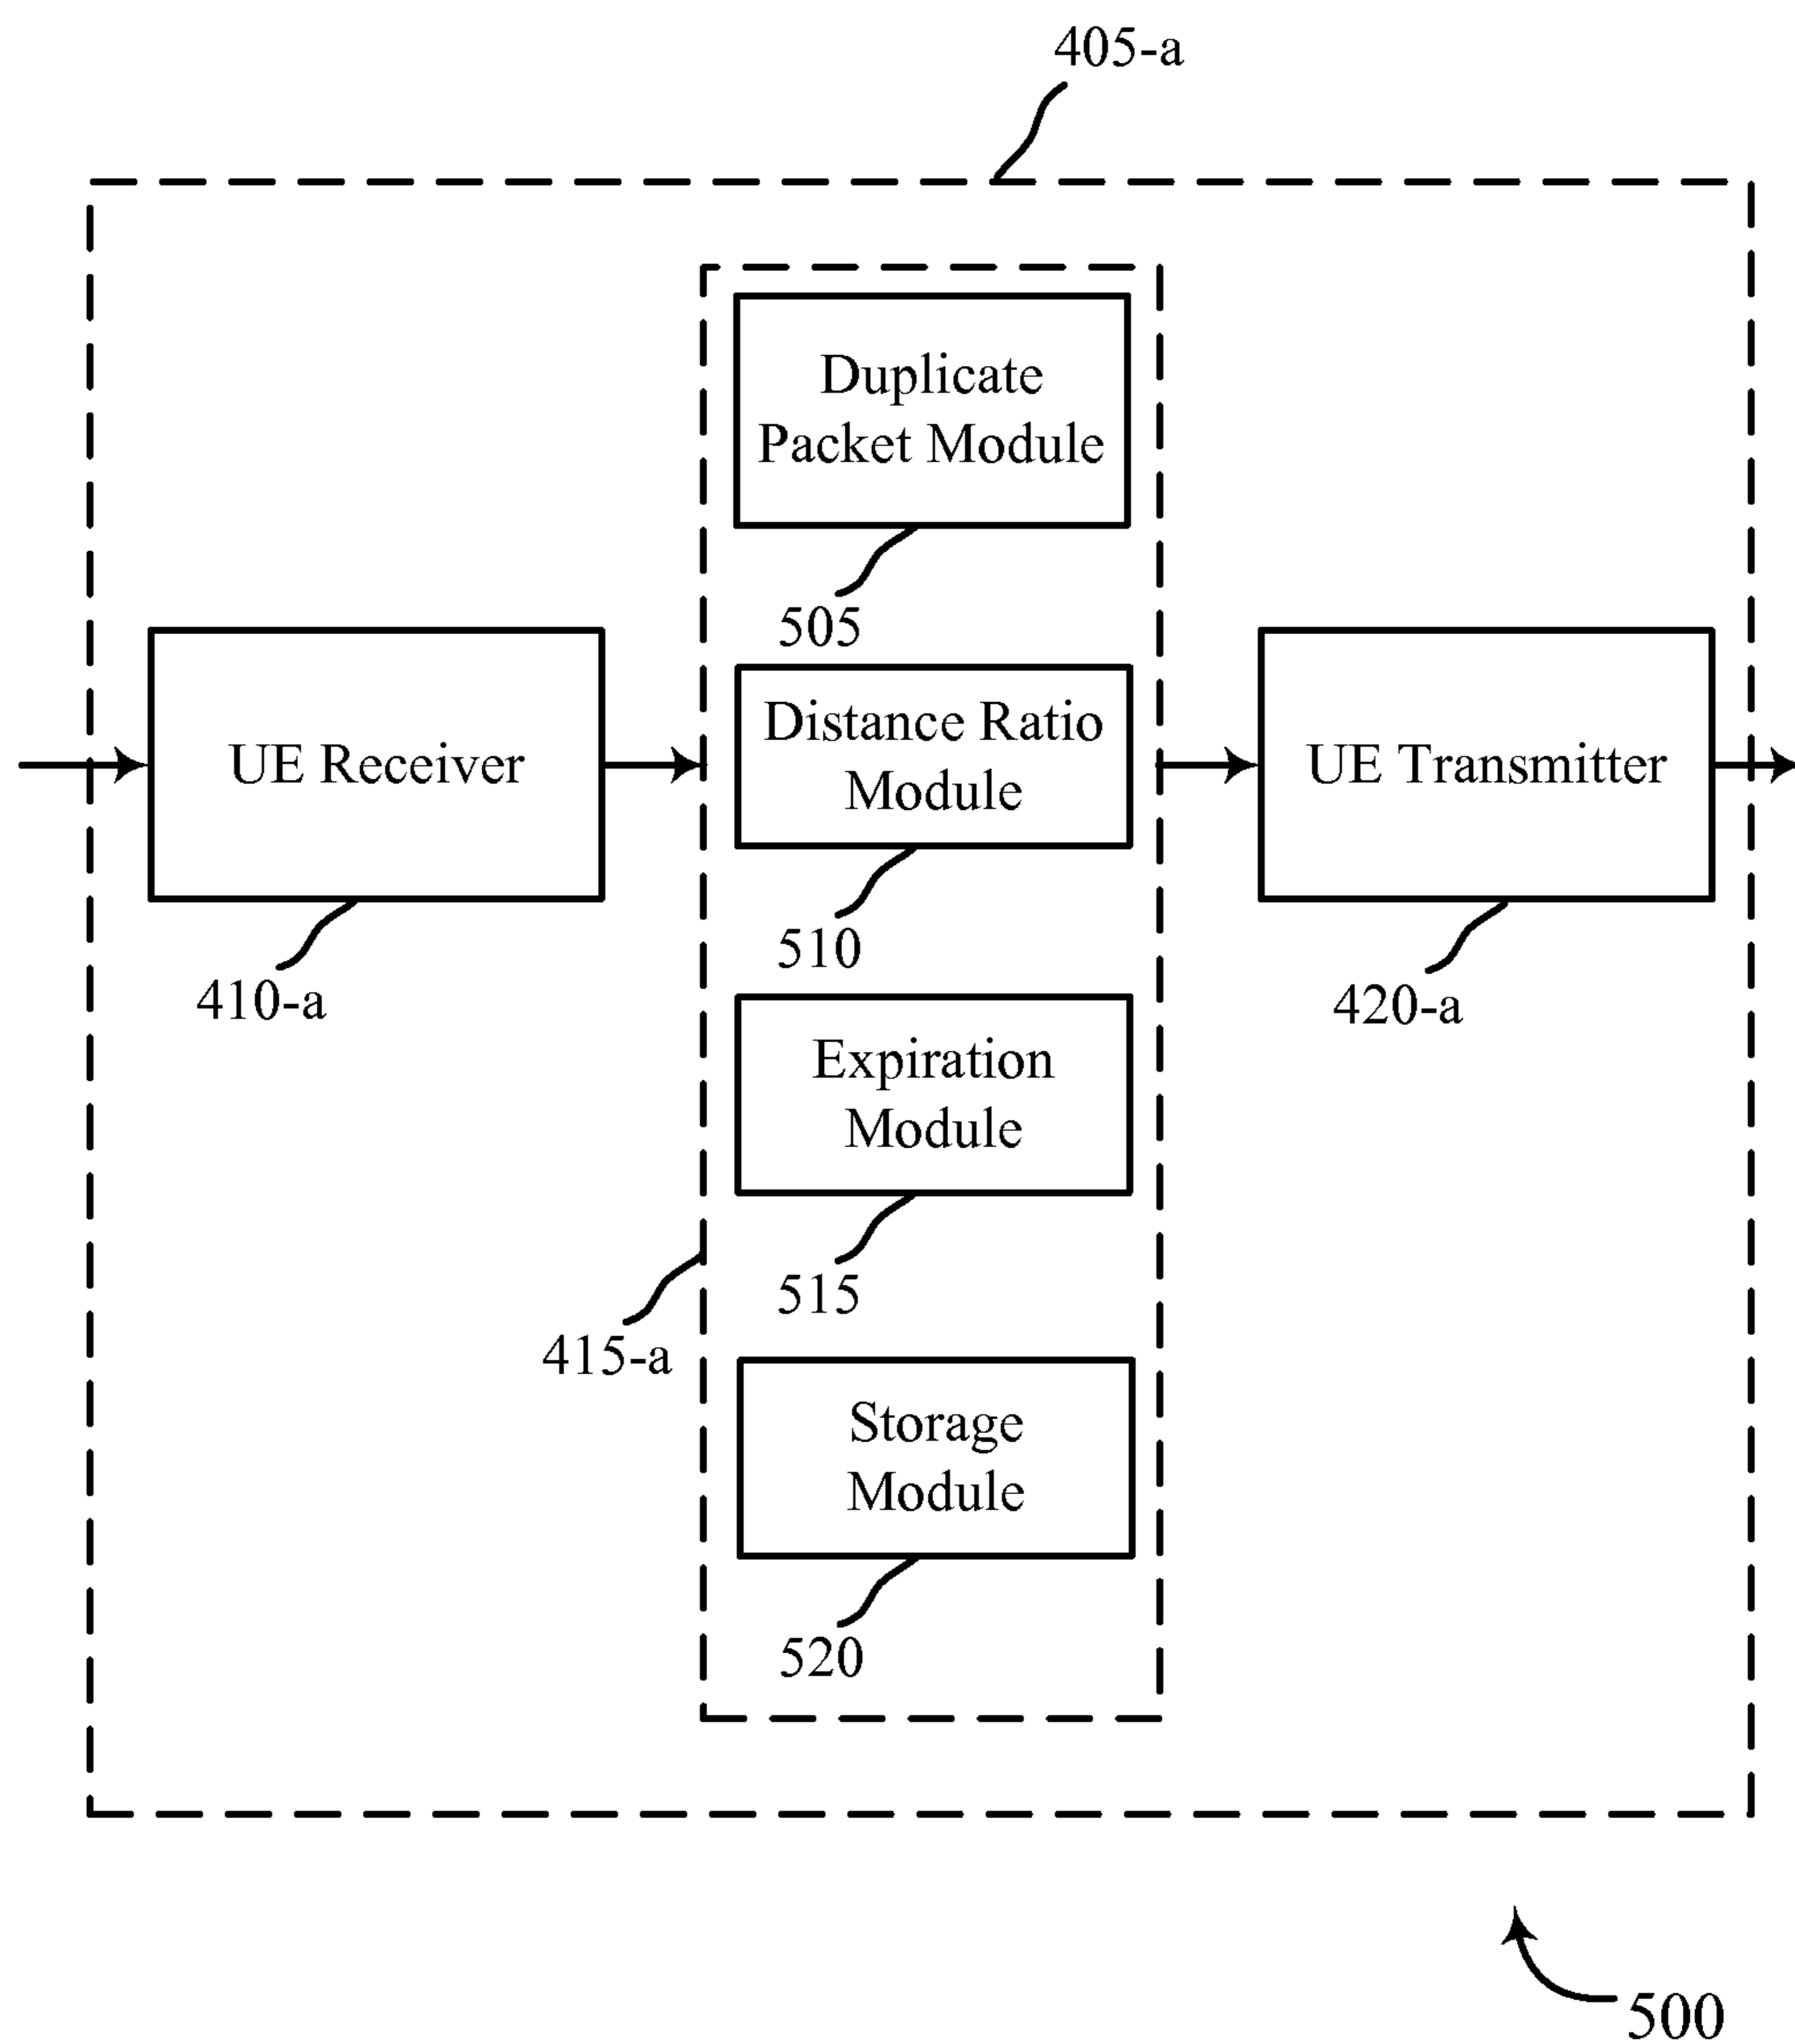 405-a
Duplicate
Packet Module
505
UE Receiver
410-a
Distance Ratio
Module
510
UE Transmitter
420-a
Expiration
Module
515
415-a
Storage
Module
520
500